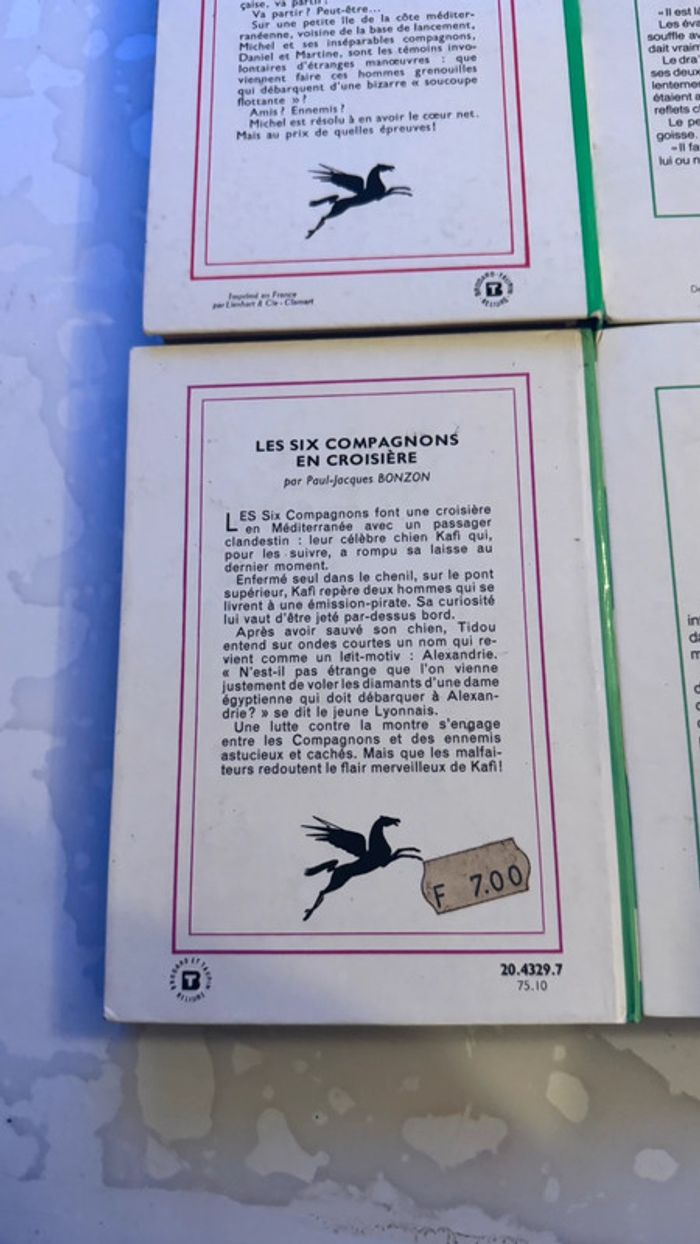 çaise, va partir!
Va partir? Peut-être...
Sur une petite île de la côte méditer-
ranéenne, voisine de la base de lancement,
Michel et ses inséparables compagnons,
Daniel et Martine, sont les témoins invo-
lontaires d'étranges manœuvres : que
viennent faire ces hommes grenouilles
qui débarquent d'une bizarre « soucoupe
flottante » ?
Amis? Ennemis?
Michel est résolu à en avoir le cœur net.
Mais au prix de quelles épreuves!
Imprimé en France
par Lienhart & Cie - Clamart
«Il est là
Les éva
souffle av
dait vraim
Le dra
ses deux
lentemen
étaient a
reflets c
Le pe
goisse.
«Il fa
lui ou n
LES SIX COMPAGNONS
EN CROISIÈRE
par Paul-Jacques BONZON
LES Six Compagnons font une croisière
en Méditerranée avec un passager
clandestin : leur célèbre chien Kafi qui,
pour les suivre, a rompu sa laisse au
dernier moment.
Enfermé seul dans le chenil, sur le pont
supérieur, Kafi repère deux hommes qui se
livrent à une émission-pirate. Sa curiosité
lui vaut d'être jeté par-dessus bord.
Après avoir sauvé son chien, Tidou
entend sur ondes courtes un nom qui re-
vient comme un leit-motiv : Alexandrie.
« N'est-il pas étrange que l'on vienne
justement de voler les diamants d'une dame
égyptienne qui doit débarquer à Alexan-
drie? » se dit le jeune Lyonnais.
Une lutte contre la montre s'engage
entre les Compagnons et des ennemis
astucieux et cachés. Mais que les malfai-
teurs redoutent le flair merveilleux de Kafi!
F 7.00
BRODARD ET TAUPIN
RELIURE
20.4329.7
75.10